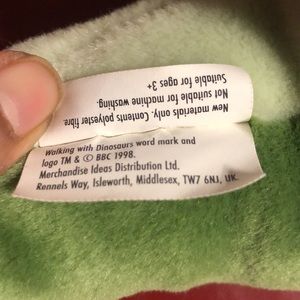 New materials only. Contents polyester fibre.
Not suitable for machine washing.
Suitable for ages 3+
Walking with Dinosaurs word mark and
logo TM & © BBC 1998.
Merchandise Ideas Distribution Ltd.
Rennels Way, Isleworth, Middlesex, TW7 6NJ, UK.